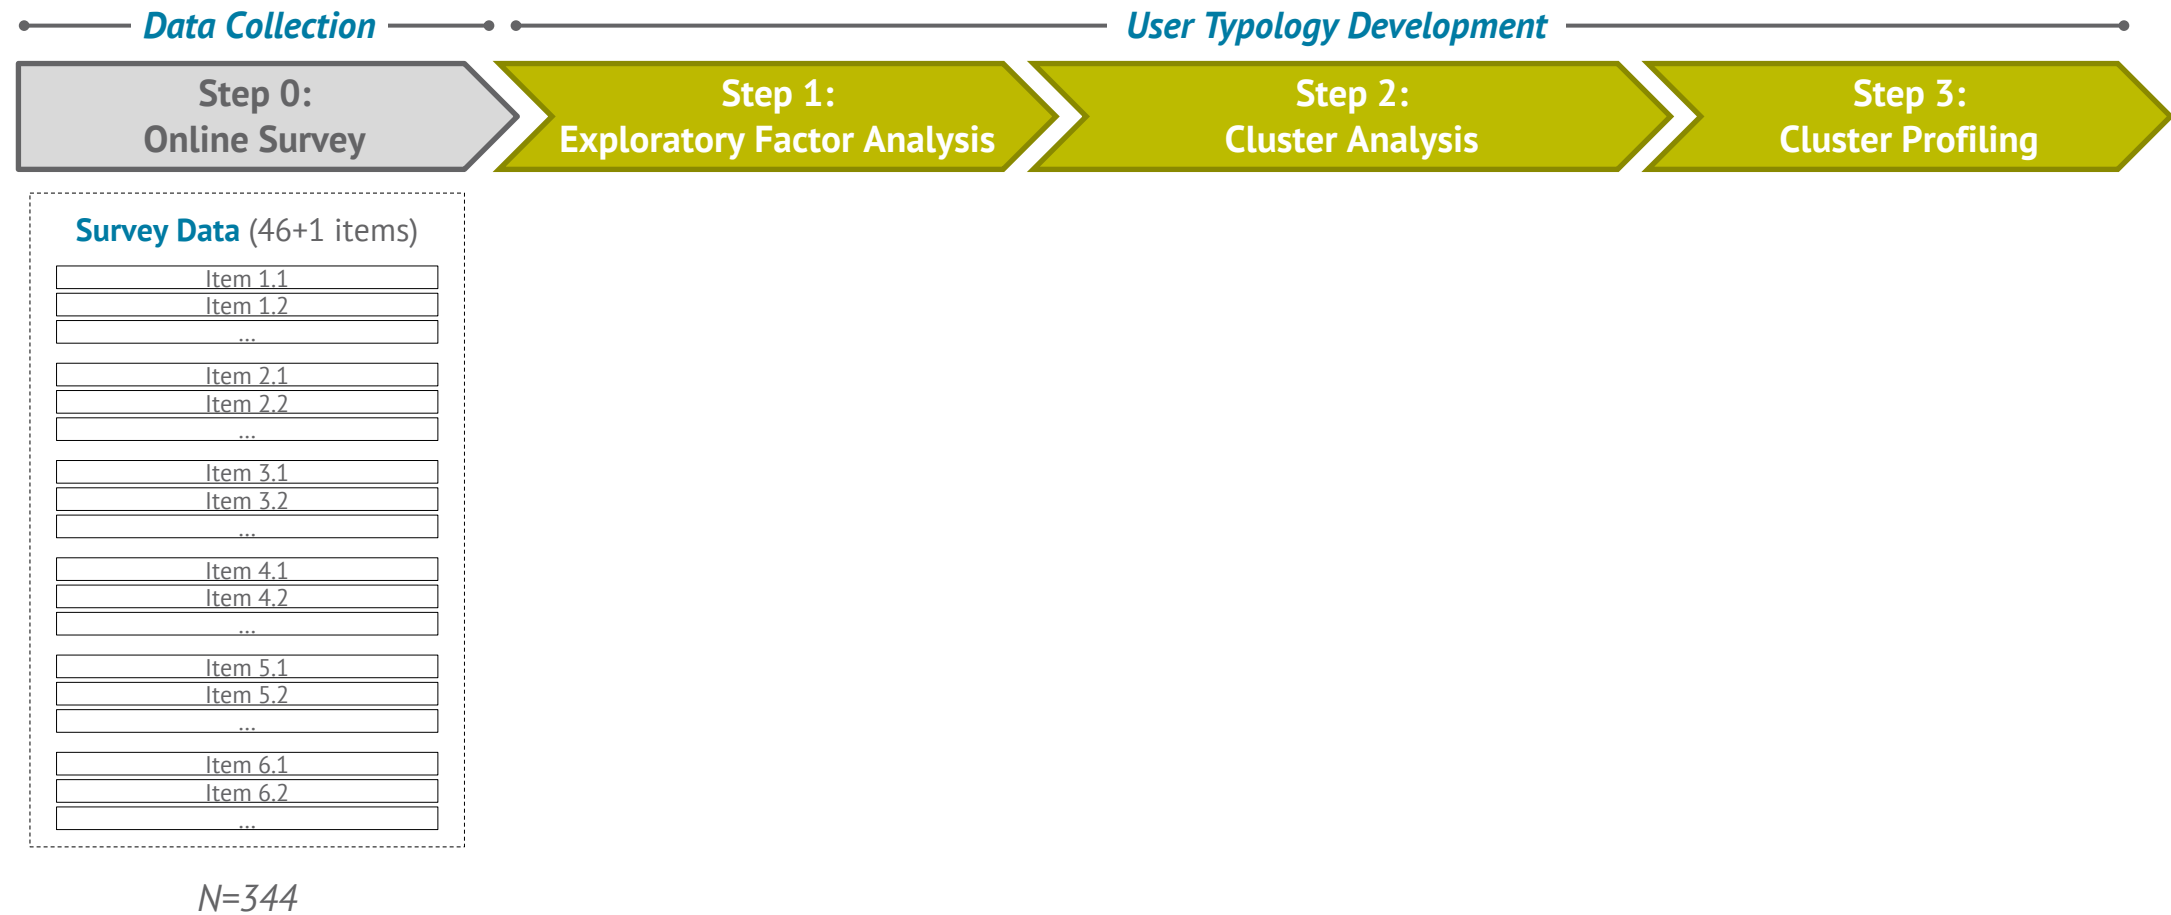 Data Collection
User Typology Development
Step 0:
Online Survey
Step 1:
Exploratory Factor Analysis
Step 2:
Cluster Analysis
Step 3:
Cluster Profiling
Survey Data (46+1 items)
Item 1.1
Item 1.2
...
Item 2.1
Item 2.2
...
Item 3.1
Item 3.2
...
Item 4.1
Item 4.2
...
Item 5.1
Item 5.2
...
Item 6.1
Item 6.2
...
N=344